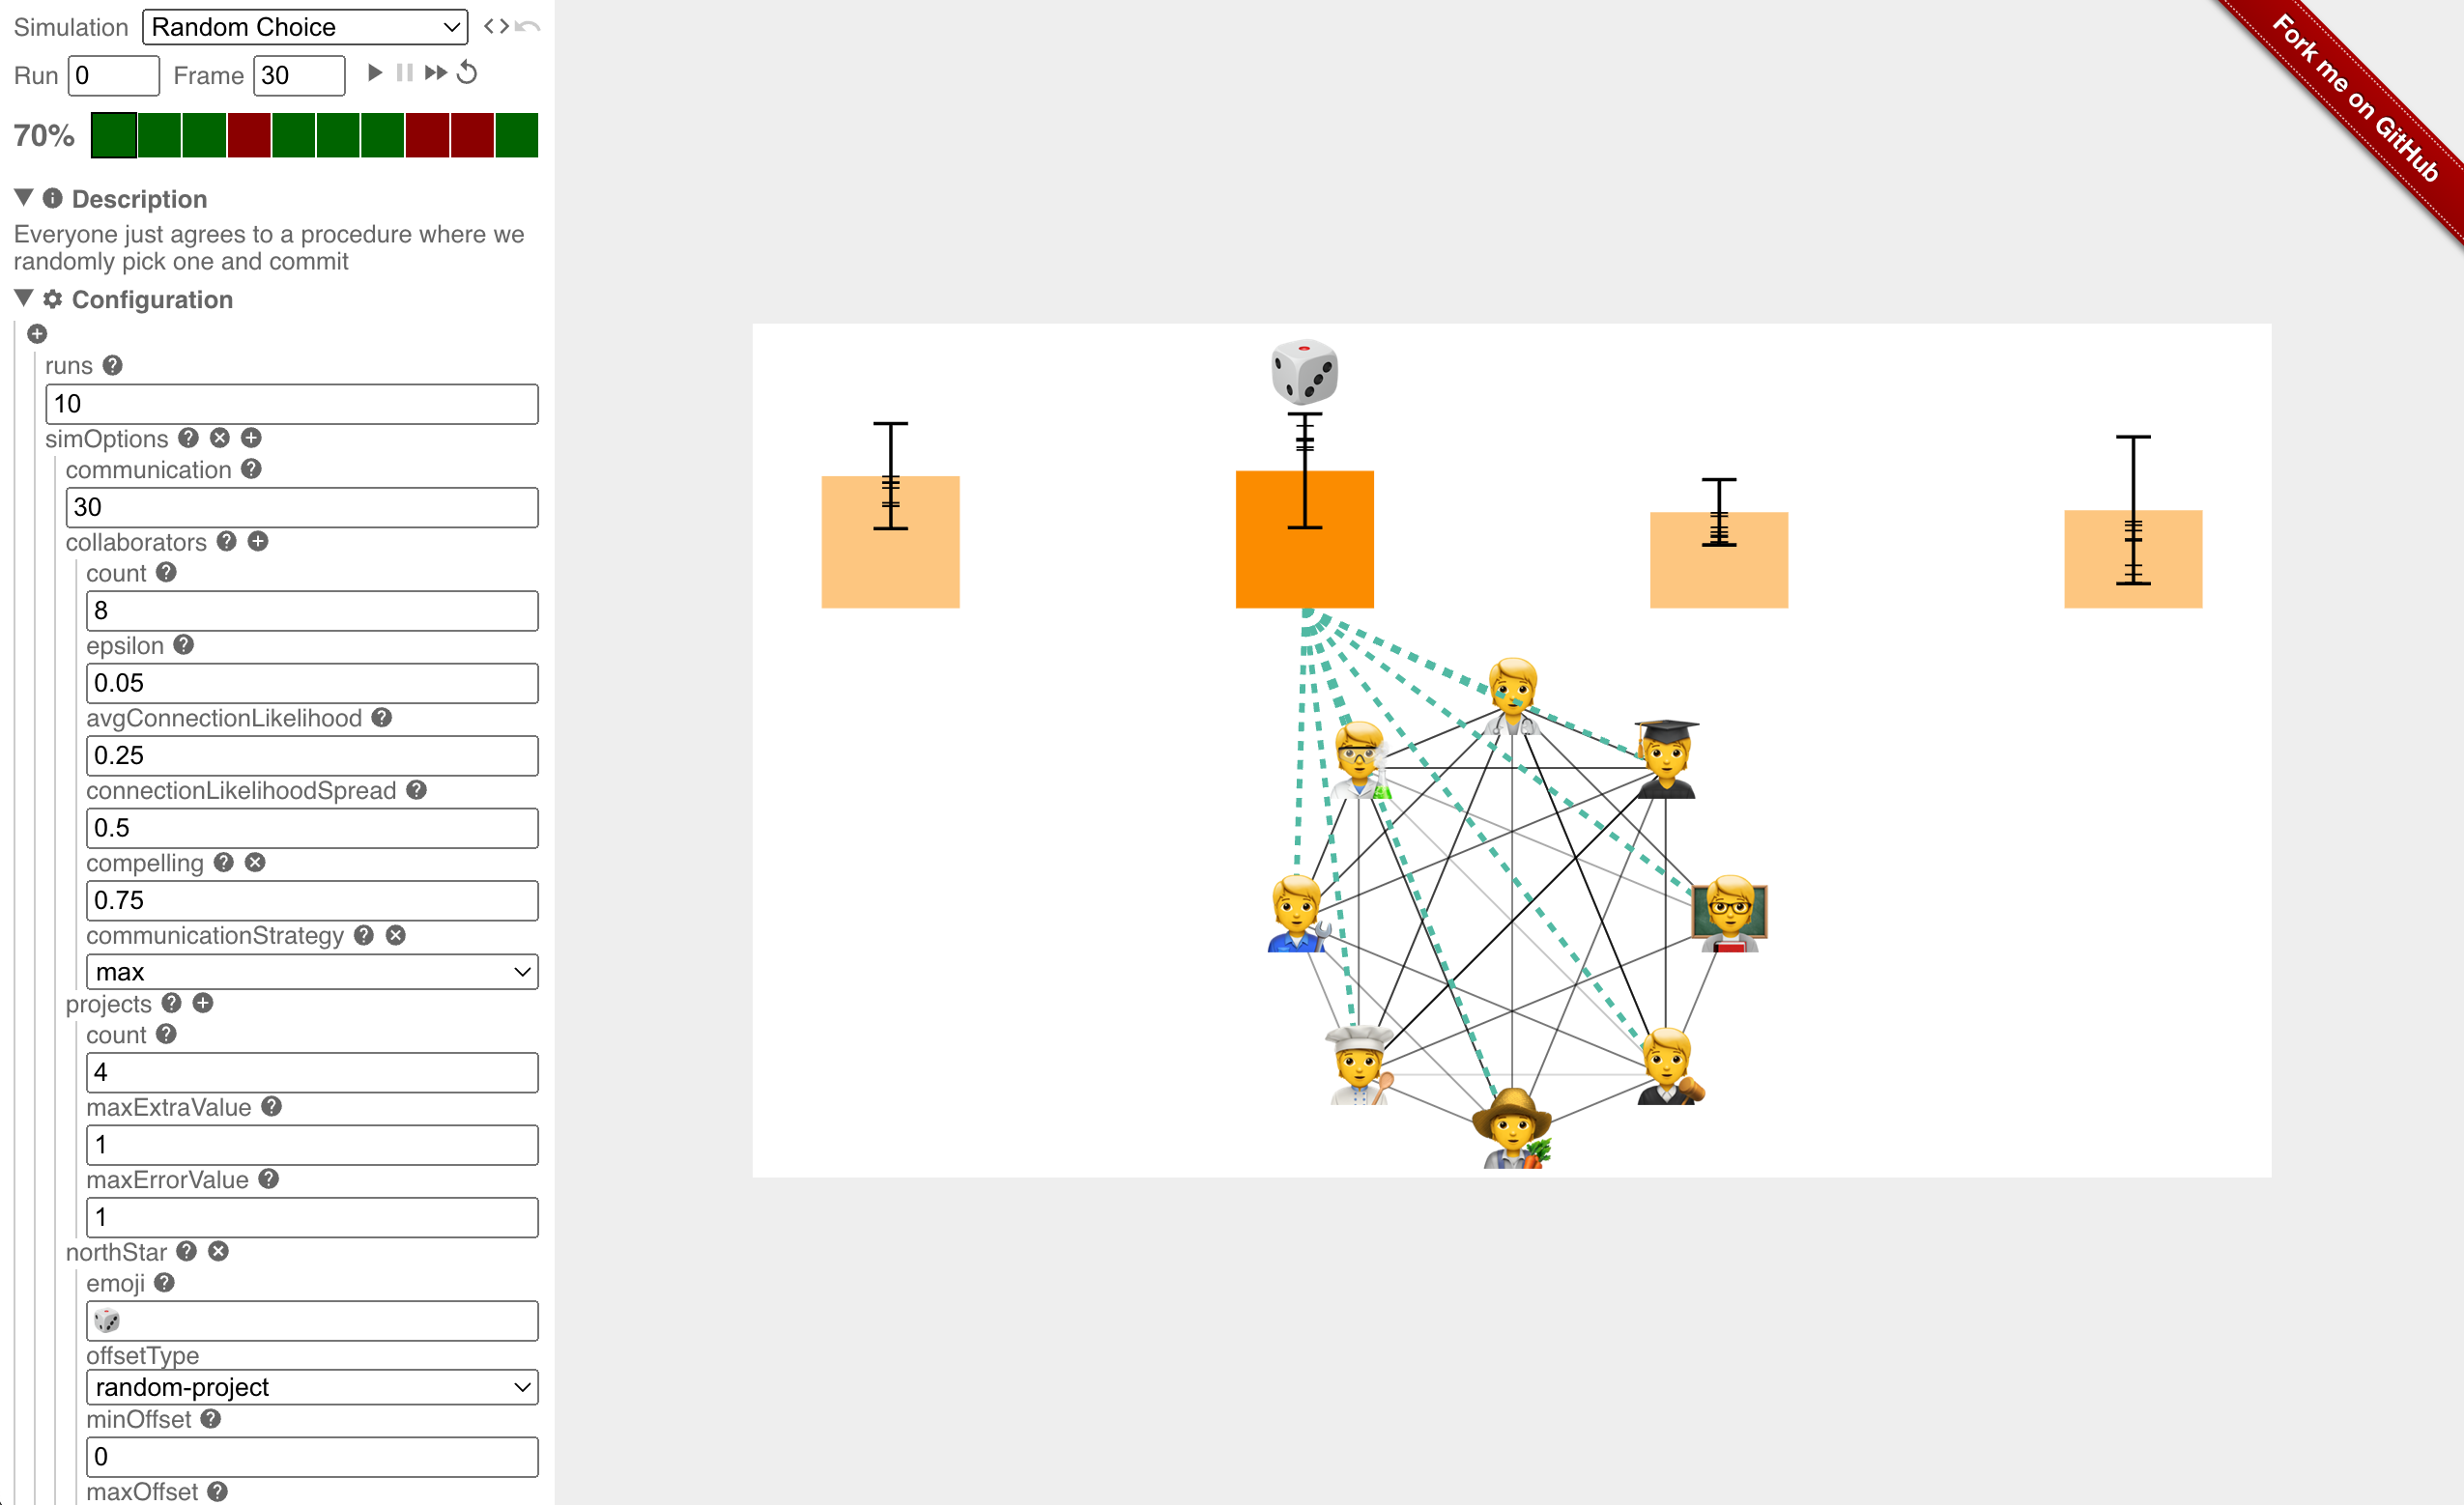 Simulation Random Choice
Run 0 Frame 30
70%
Description
Everyone just agrees to a procedure where we
randomly pick one and commit
Configuration
runs
10
simOptions
communication
30
collaborators
count
8
epsilon
0.05
avgConnectionLikelihood
0.25
connectionLikelihoodSpread
0.5
compelling
0.75
communicationStrategy
max
projects
count
4
maxExtraValue
1
maxErrorValue
1
northStar
emoji
offsetType
random-project
minOffset
0
maxOffset
Fork me on GitHub